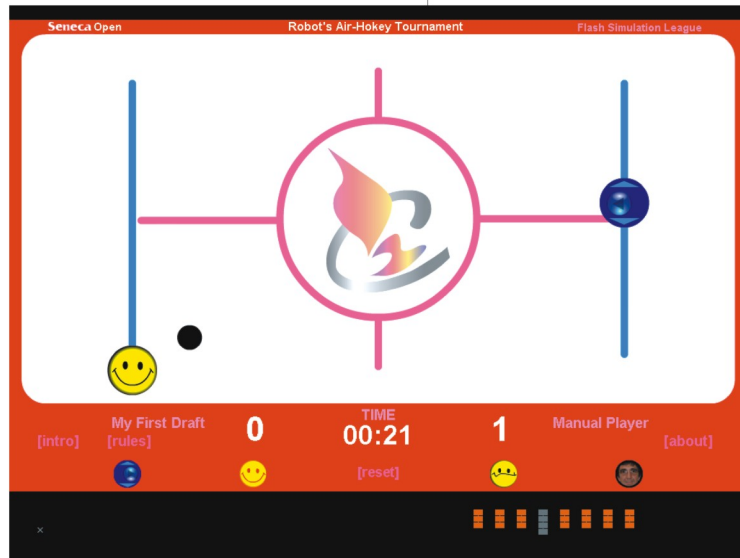 Seneca Open
Robot's Air-Hokey Tournament
Flash Simulation League
My First Draft
0
TIME
00:21
1
Manual Player
[intro]
[rules]
[reset]
[about]
×